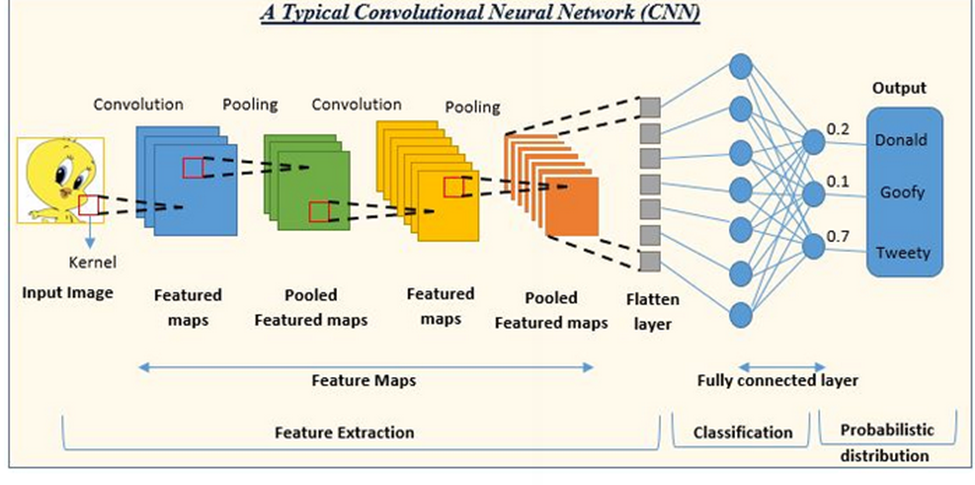 A Typical Convolutional Neural Network (CNN)
Convolution
Pooling
Convolution
Pooling
Output
0.2
Donald
0.1
Goofy
0.7
Tweety
Kernel
Input Image
Featured
maps
Pooled
Featured maps
Featured
maps
Pooled
Featured maps
Flatten
layer
Feature Maps
Fully connected layer
Feature Extraction
Classification
Probabilistic
distribution